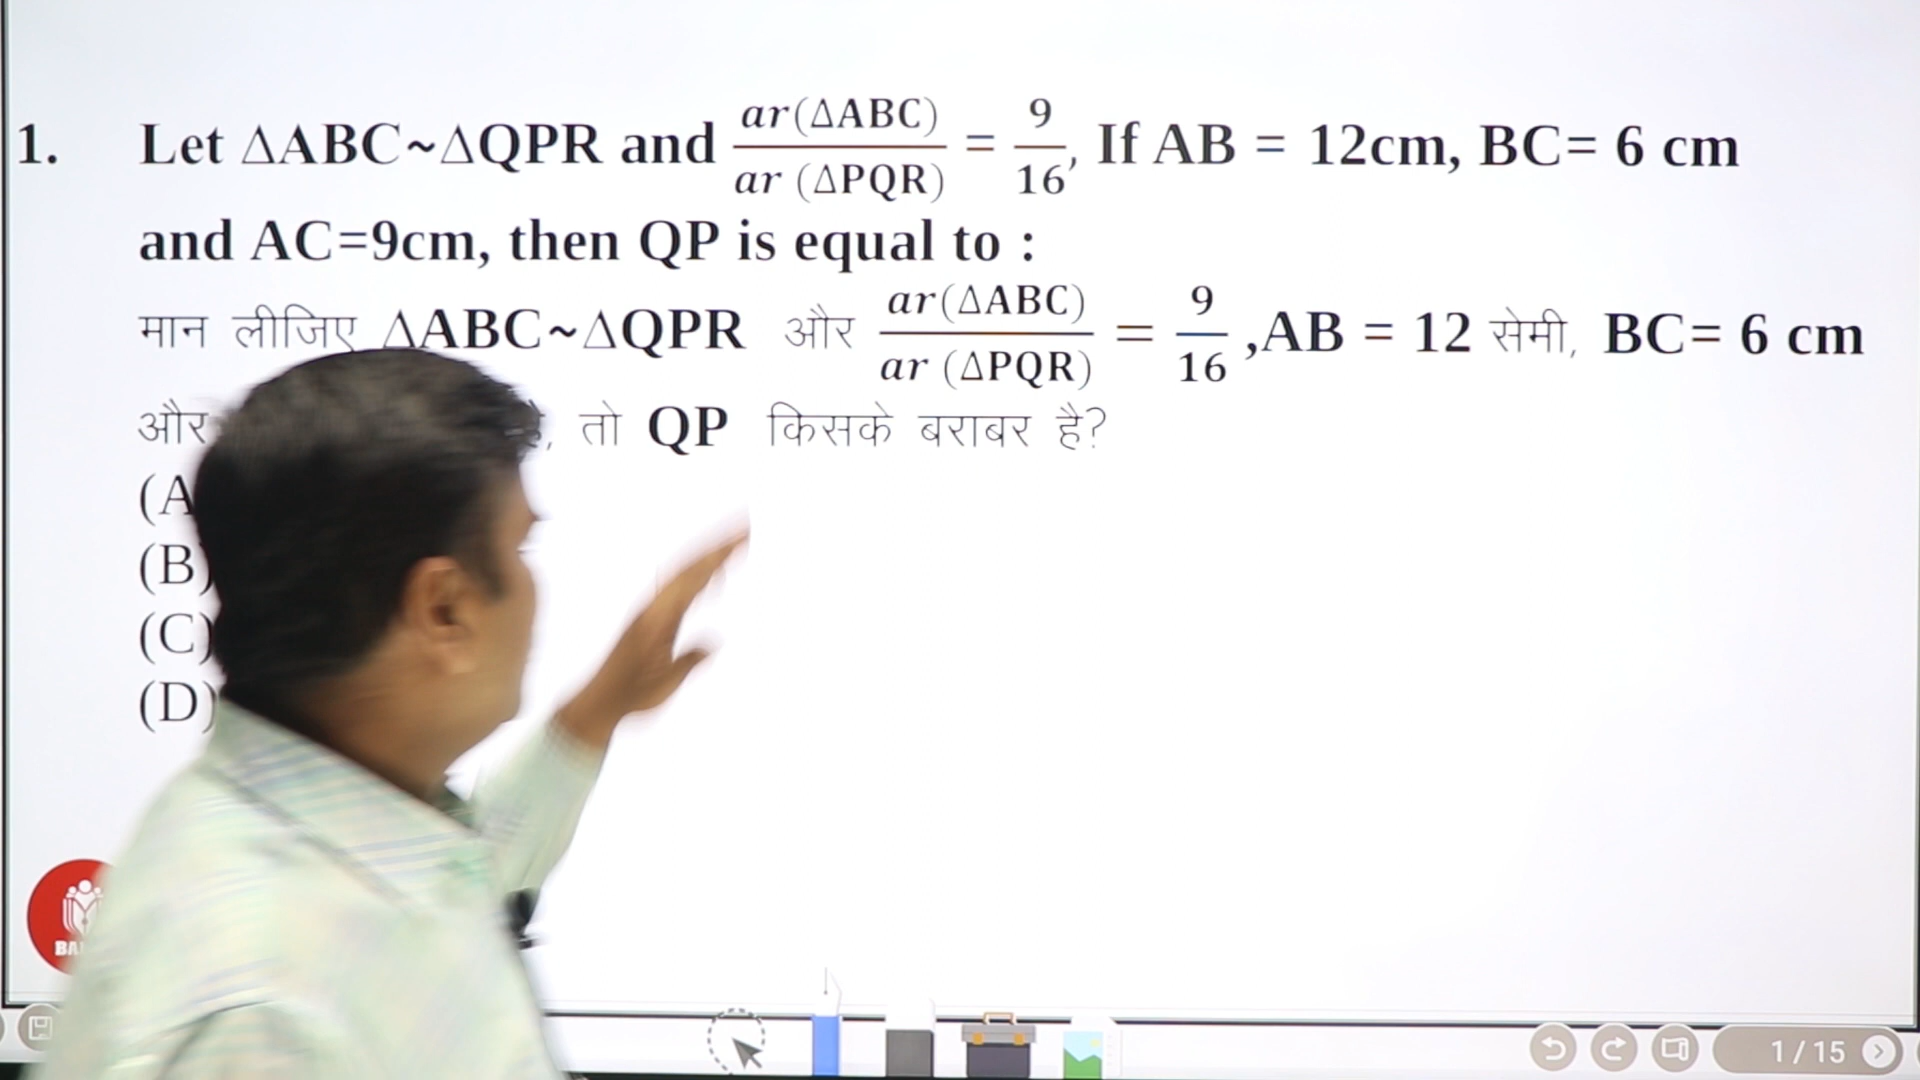 1. Let ΔABC~ΔQPR and ar(ΔABC)/ar (ΔPQR) = 9/16, If AB = 12cm, BC= 6 cm
and AC=9cm, then QP is equal to :
मान लीजिए ΔABC~ΔQPR और ar(ΔABC)/ar (ΔPQR) = 9/16 ,AB = 12 सेमी, BC= 6 cm
और है, तो QP किसके बराबर है?
(A
(B)
(C)
(D)
1 / 15